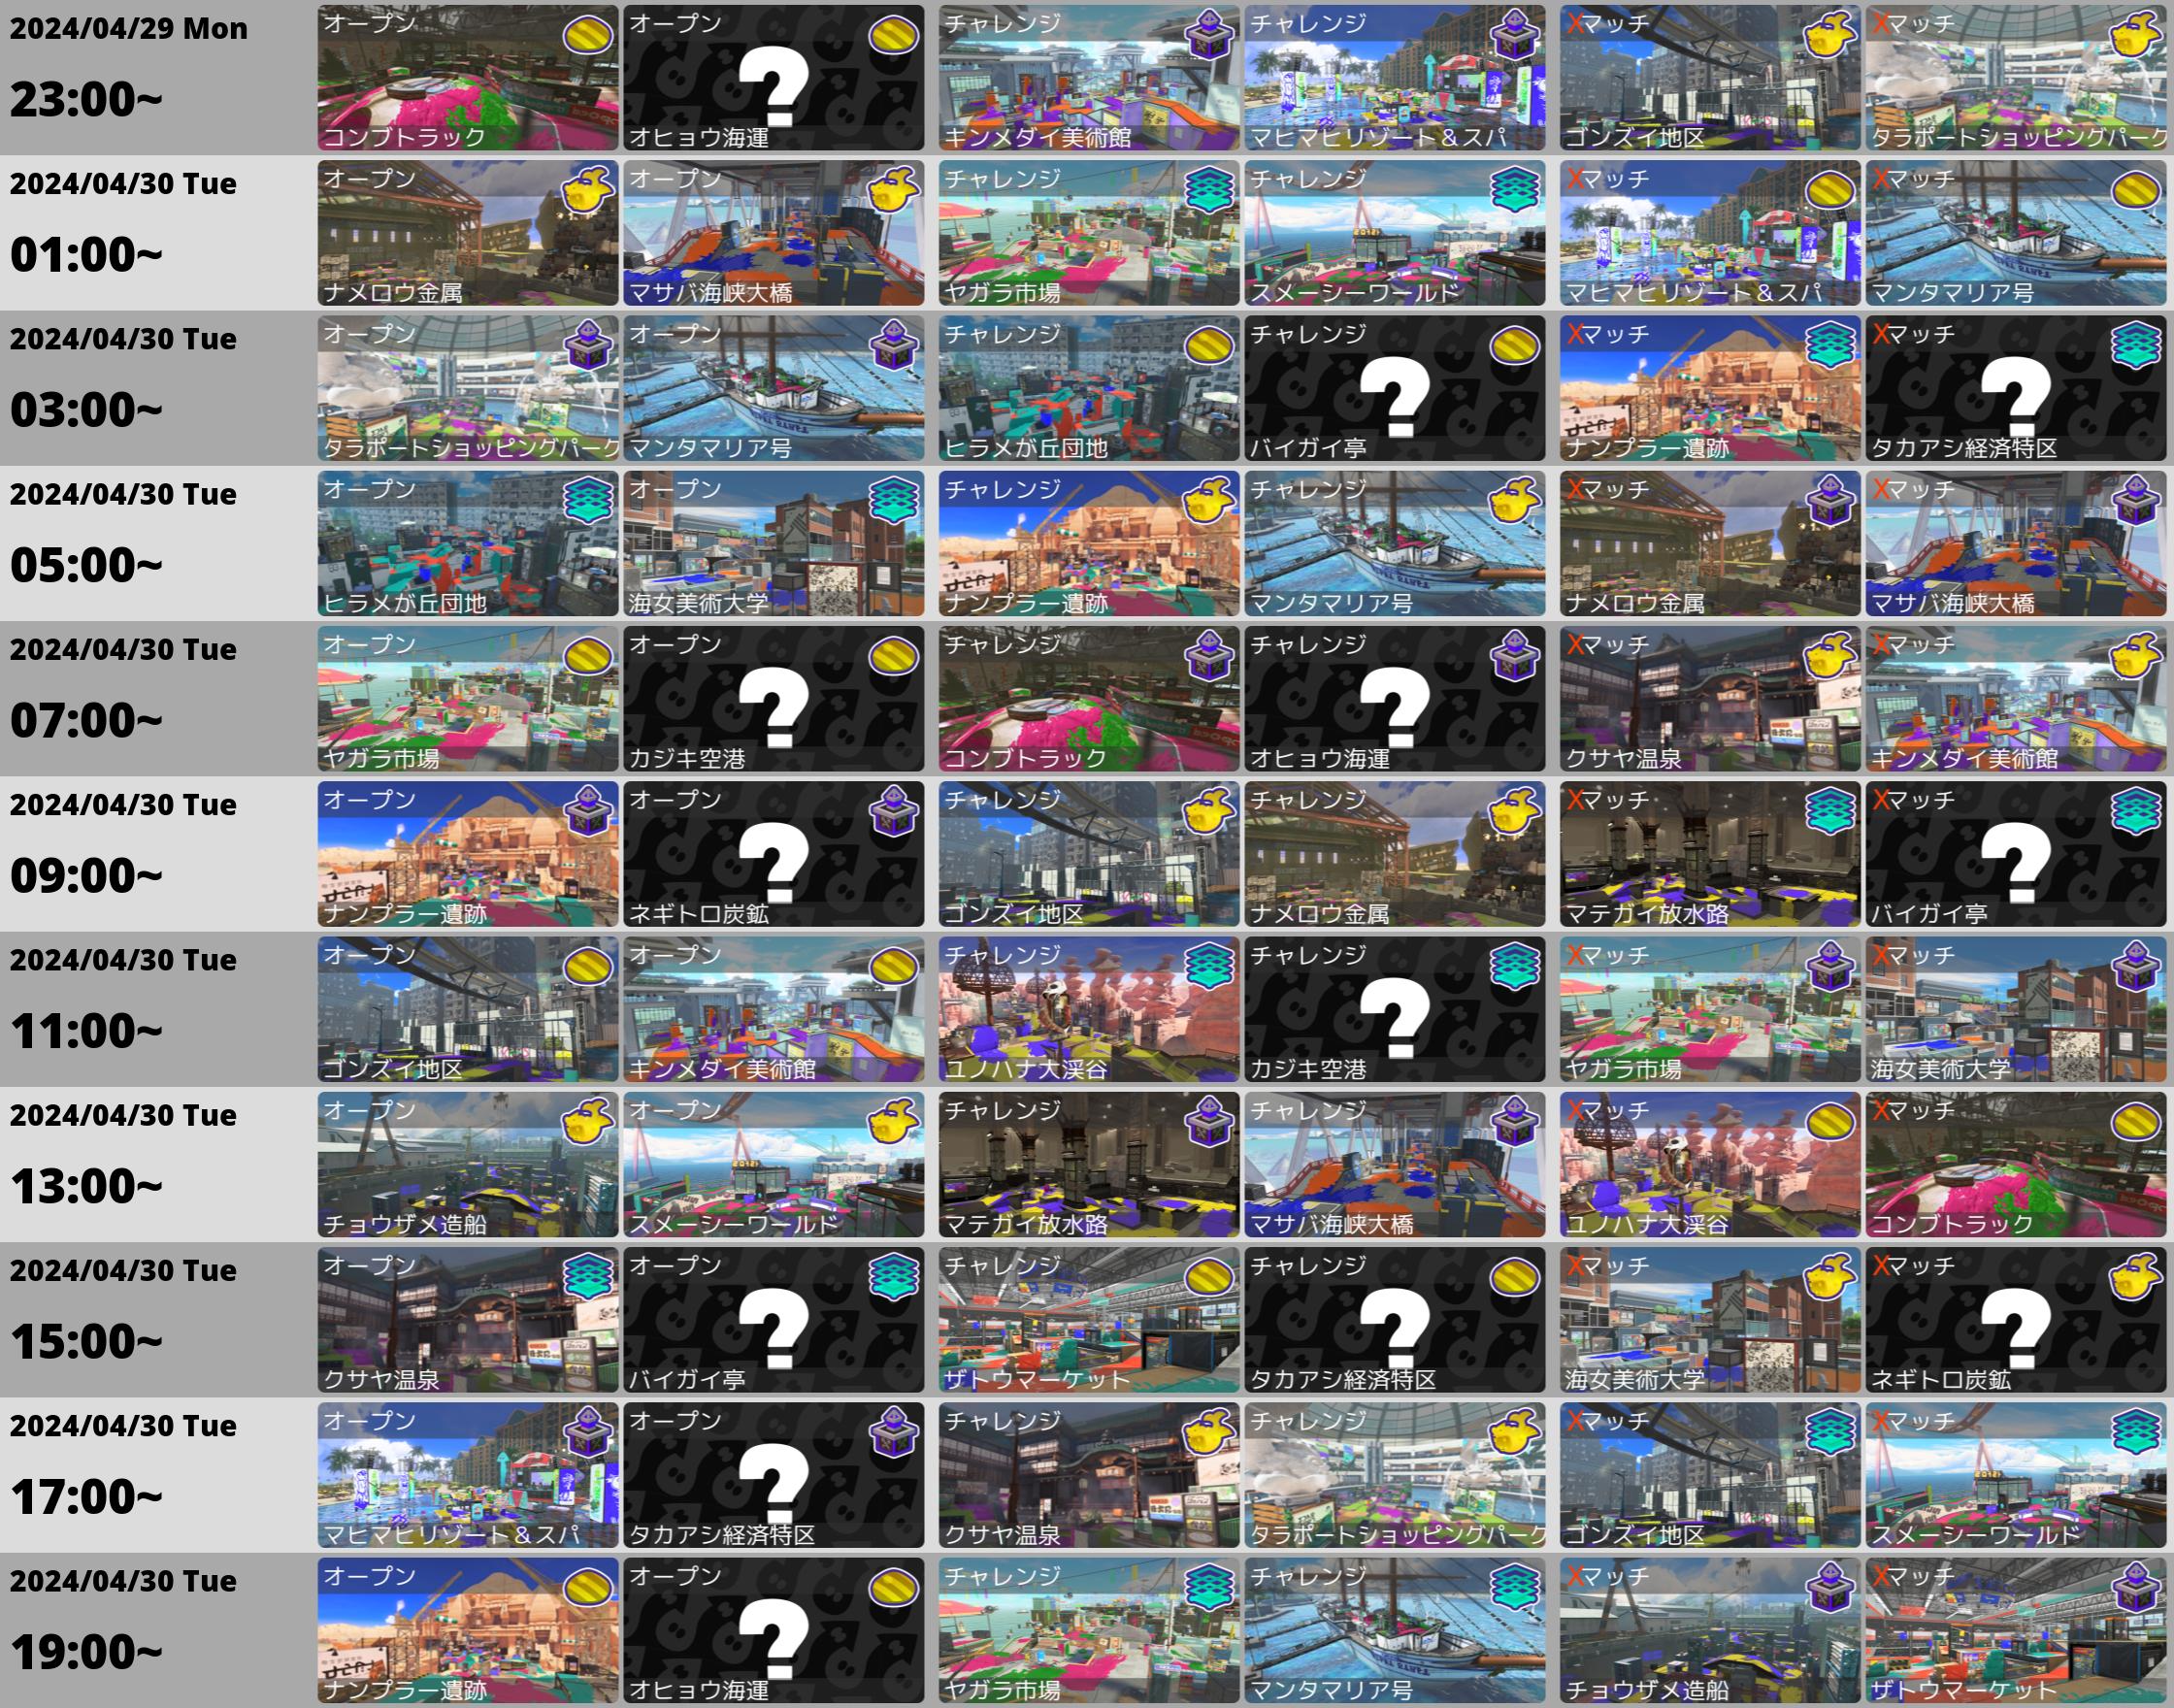 2024/04/29 Mon
23:00~
オープン オープン チャレンジ チャレンジ Xマッチ Xマッチ
コンブトラック オヒョウ海運 キンメダイ美術館 マヒマヒリゾート＆スパ ゴンズイ地区 タラポートショッピングパーク
2024/04/30 Tue
01:00~
オープン オープン チャレンジ チャレンジ Xマッチ Xマッチ
ナメロウ金属 マサバ海峡大橋 ヤガラ市場 スメーシーワールド マヒマヒリゾート＆スパ マンタマリア号
2024/04/30 Tue
03:00~
オープン オープン チャレンジ チャレンジ Xマッチ Xマッチ
タラポートショッピングパーク マンタマリア号 ヒラメが丘団地 バイガイ亭 ナンプラー遺跡 タカアシ経済特区
2024/04/30 Tue
05:00~
オープン オープン チャレンジ チャレンジ Xマッチ Xマッチ
ヒラメが丘団地 海女美術大学 ナンプラー遺跡 マンタマリア号 ナメロウ金属 マサバ海峡大橋
2024/04/30 Tue
07:00~
オープン オープン チャレンジ チャレンジ Xマッチ Xマッチ
ヤガラ市場 カジキ空港 コンブトラック オヒョウ海運 クサヤ温泉 キンメダイ美術館
2024/04/30 Tue
09:00~
オープン オープン チャレンジ チャレンジ Xマッチ Xマッチ
ナンプラー遺跡 ネギトロ炭鉱 ゴンズイ地区 ナメロウ金属 マテガイ放水路 バイガイ亭
2024/04/30 Tue
11:00~
オープン オープン チャレンジ チャレンジ Xマッチ Xマッチ
ゴンズイ地区 キンメダイ美術館 ユノハナ大渓谷 カジキ空港 ヤガラ市場 海女美術大学
2024/04/30 Tue
13:00~
オープン オープン チャレンジ チャレンジ Xマッチ Xマッチ
チョウザメ造船 スメーシーワールド マテガイ放水路 マサバ海峡大橋 ユノハナ大渓谷 コンブトラック
2024/04/30 Tue
15:00~
オープン オープン チャレンジ チャレンジ Xマッチ Xマッチ
クサヤ温泉 バイガイ亭 ザトウマーケット タカアシ経済特区 海女美術大学 ネギトロ炭鉱
2024/04/30 Tue
17:00~
オープン オープン チャレンジ チャレンジ Xマッチ Xマッチ
マヒマヒリゾート＆スパ タカアシ経済特区 クサヤ温泉 タラポートショッピングパーク ゴンズイ地区 スメーシーワールド
2024/04/30 Tue
19:00~
オープン オープン チャレンジ チャレンジ Xマッチ Xマッチ
ナンプラー遺跡 オヒョウ海運 ヤガラ市場 マンタマリア号 チョウザメ造船 ザトウマーケット